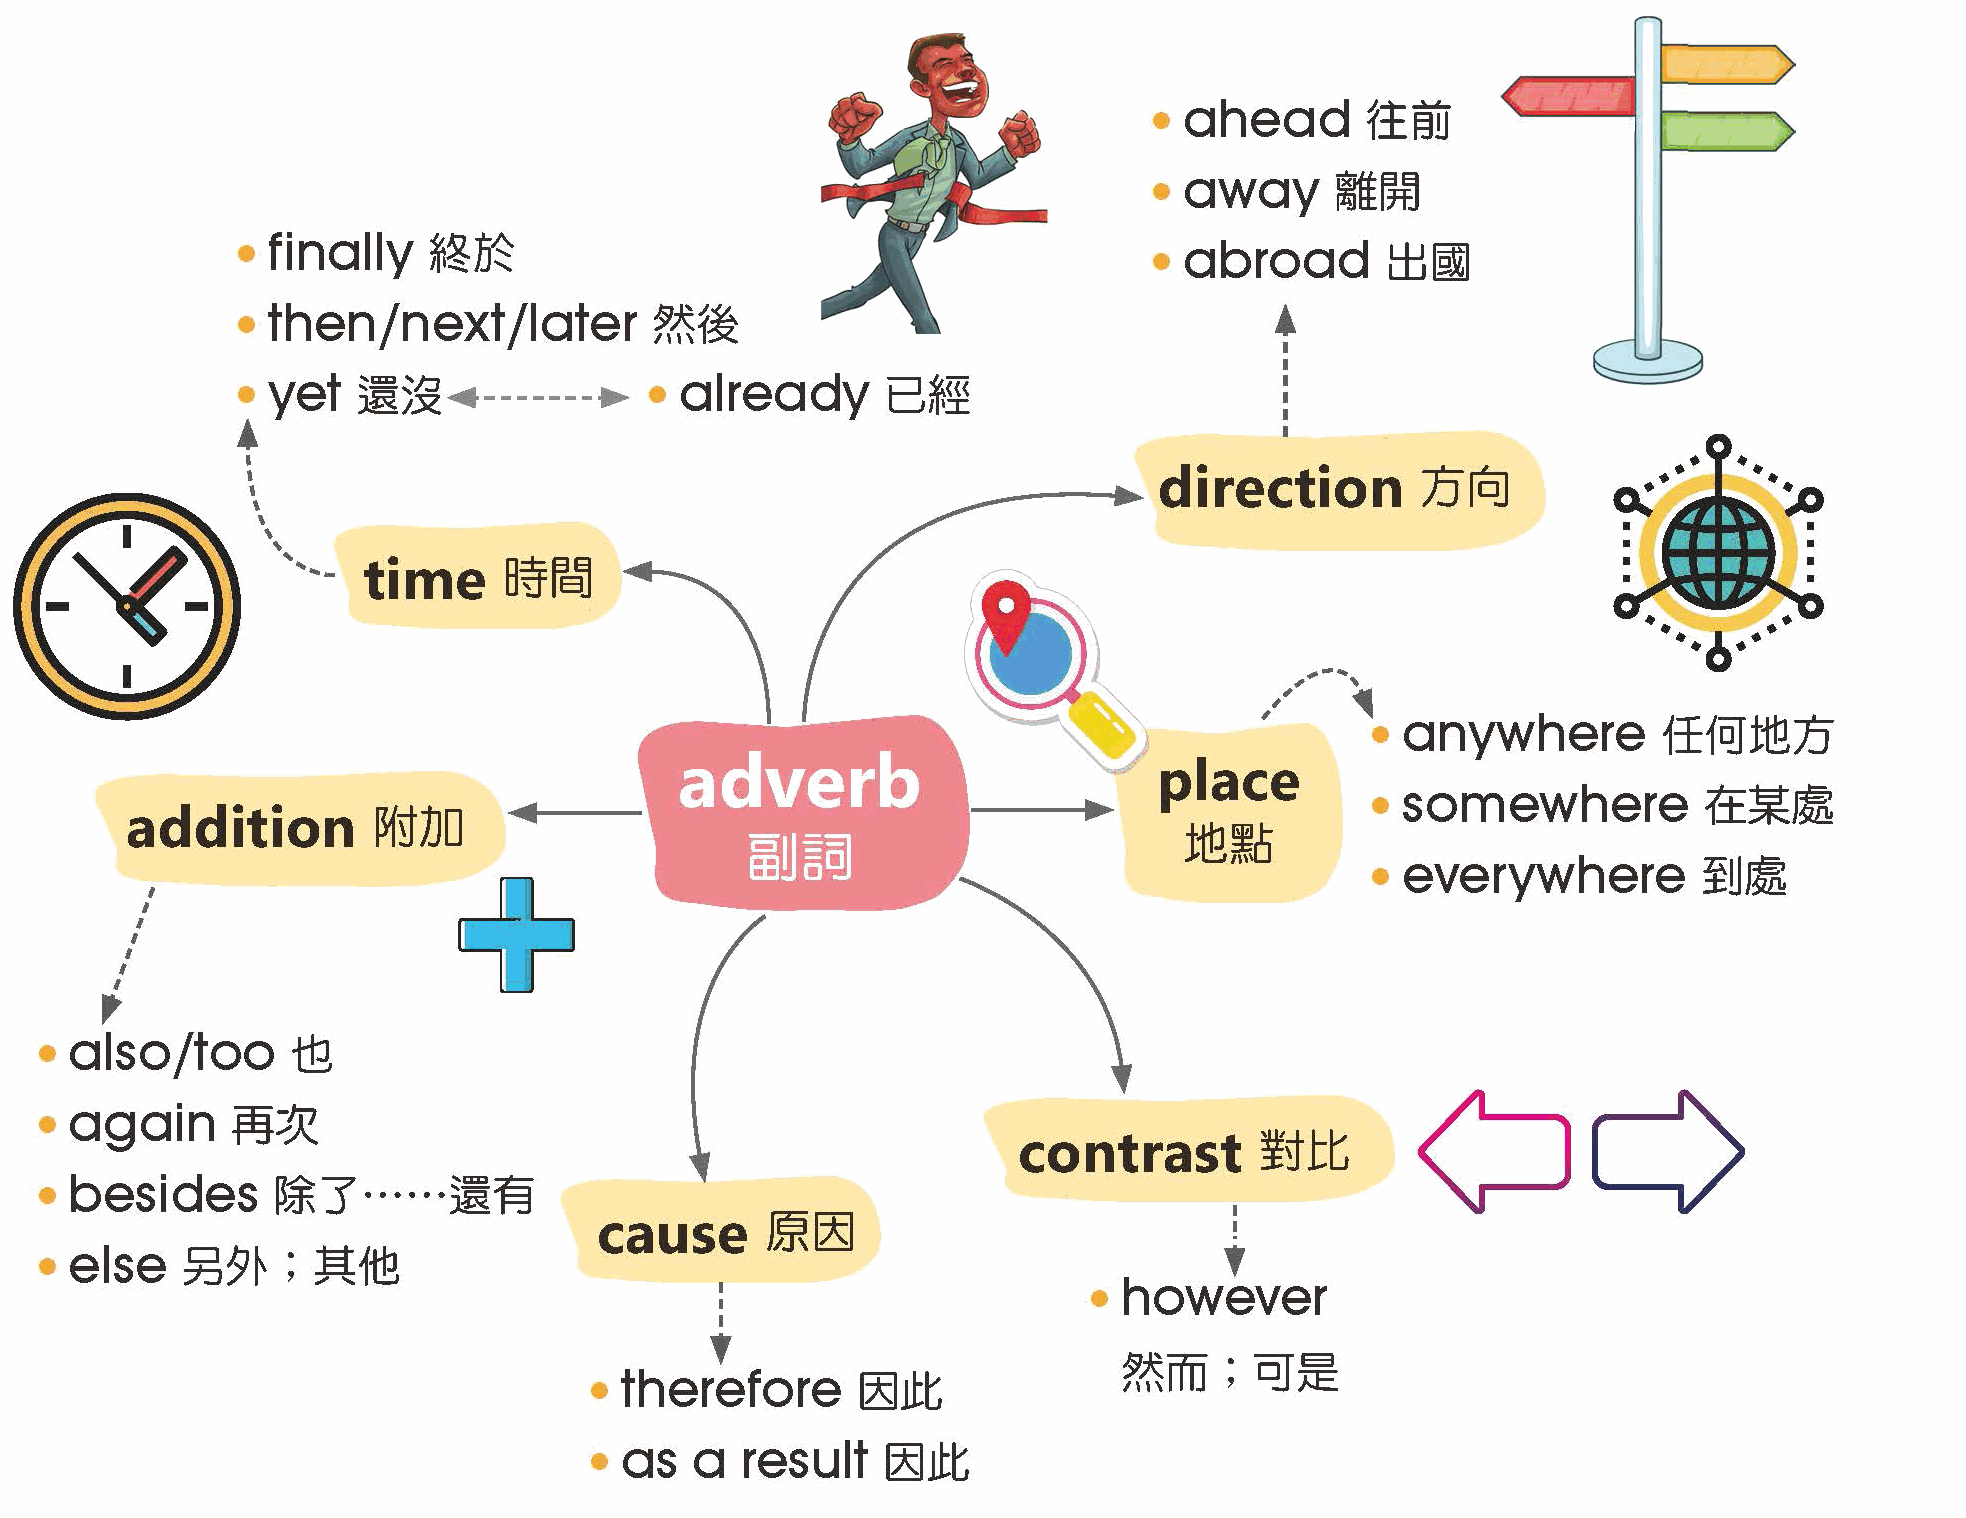 adverb
副詞
time 時間
• finally 終於
• then/next/later 然後
• yet 還沒
• already 已經
direction 方向
• ahead 往前
• away 離開
• abroad 出國
place
地點
• anywhere 任何地方
• somewhere 在某處
• everywhere 到處
contrast 對比
• however
然而；可是
cause 原因
• therefore 因此
• as a result 因此
addition 附加
• also/too 也
• again 再次
• besides 除了……還有
• else 另外；其他